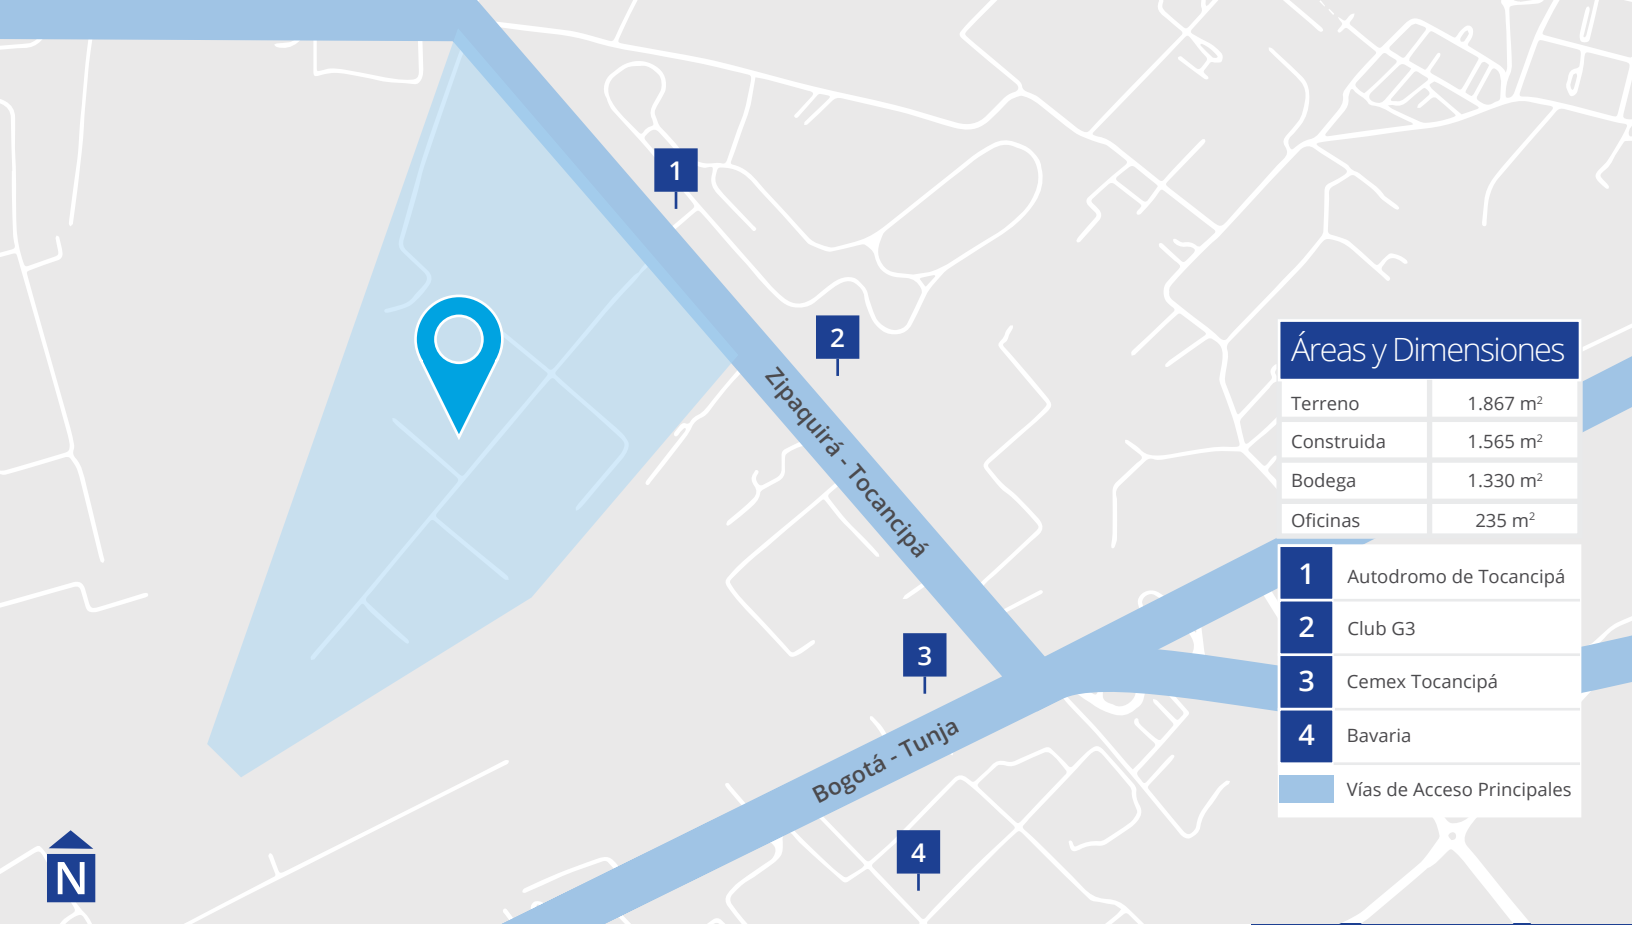 1
2
Zipaquirá - Tocancipá
3
Bogotá - Tunja
4
N
Áreas y Dimensiones
Terreno 1.867 m²
Construida 1.565 m²
Bodega 1.330 m²
Oficinas 235 m²
1 Autodromo de Tocancipá
2 Club G3
3 Cemex Tocancipá
4 Bavaria
Vías de Acceso Principales